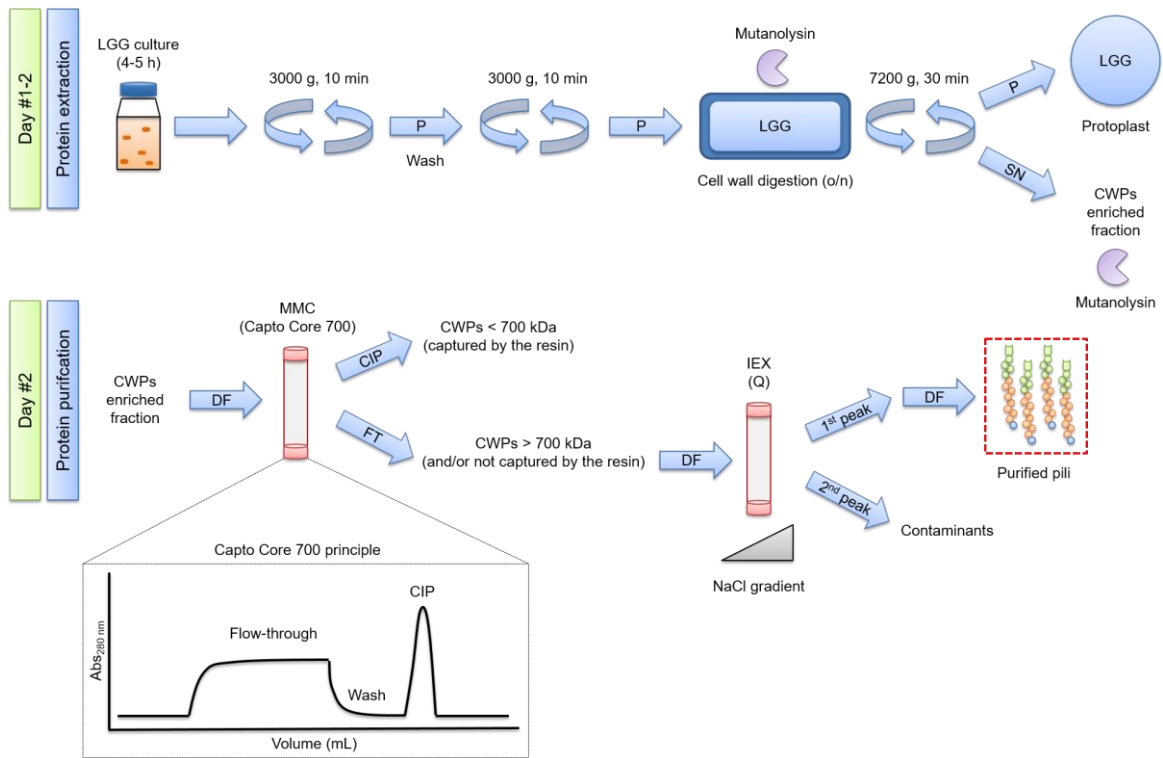 Day #1-2
Protein extraction
LGG culture
(4-5 h)
3000 g, 10 min
P
Wash
3000 g, 10 min
P
Mutanolysin
LGG
Cell wall digestion (o/n)
7200 g, 30 min
P
LGG
Protoplast
SN
CWPs
enriched
fraction
Mutanolysin
Day #2
Protein purifcation
CWPs
enriched
fraction
DF
MMC
(Capto Core 700)
CIP
CWPs < 700 kDa
(captured by the resin)
FT
CWPs > 700 kDa
(and/or not captured by the resin)
DF
IEX
(Q)
NaCl gradient
1st peak
DF
Purified pili
2nd peak
Contaminants
Capto Core 700 principle
Abs280 nm
Flow-through
Wash
CIP
Volume (mL)